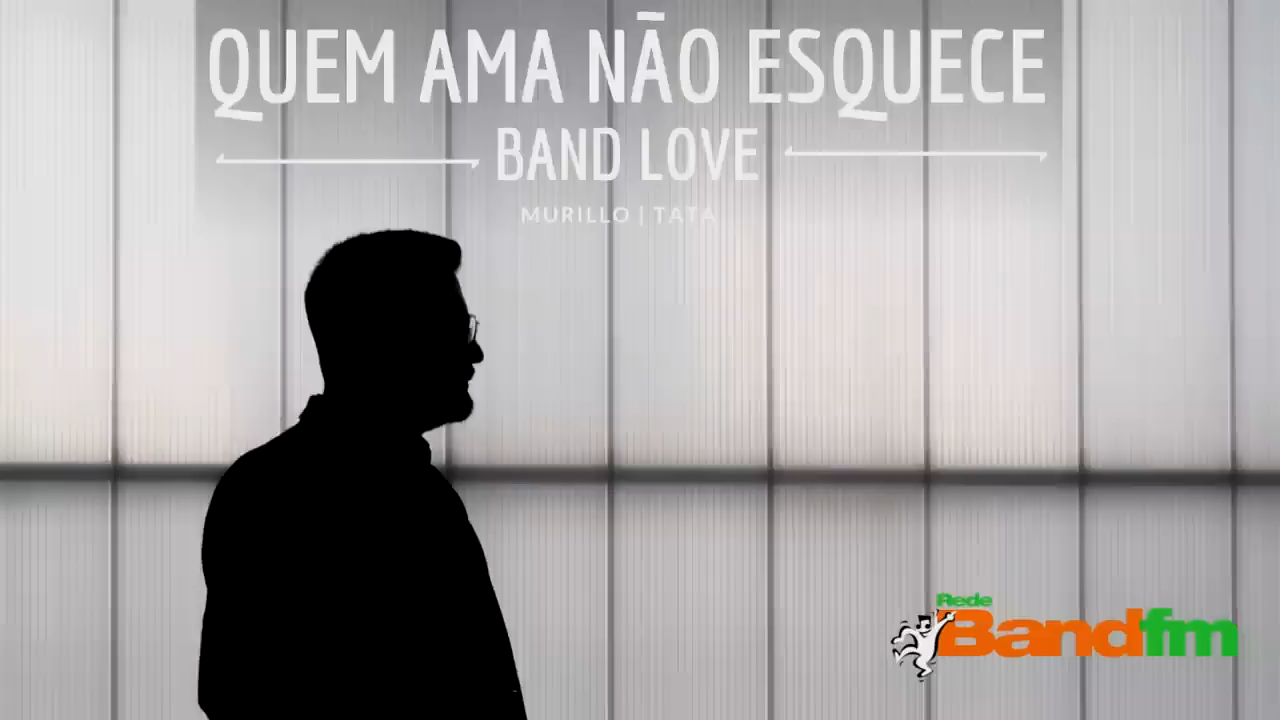 QUEM AMA NÃO ESQUECE
BAND LOVE
MURILLO | TATA
Rede
Bandfm